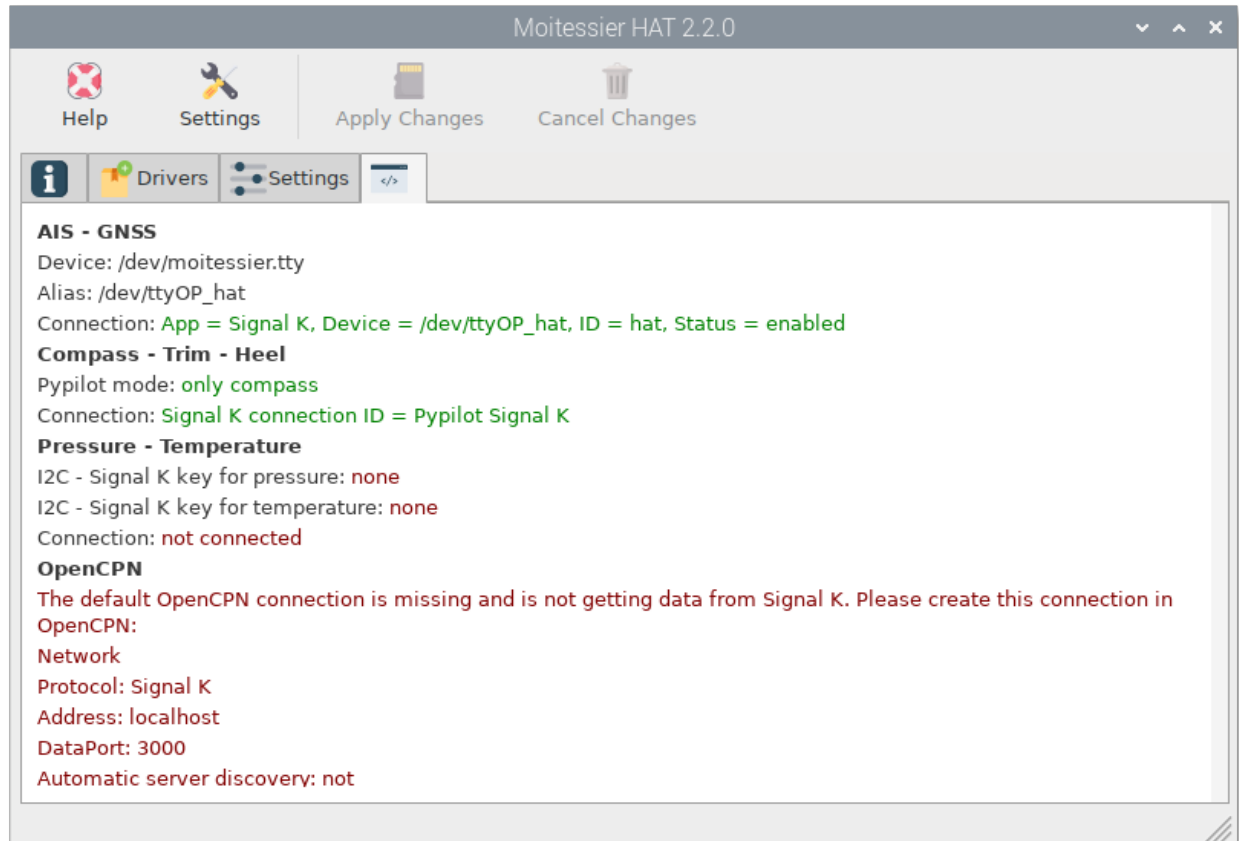 Moitessier HAT 2.2.0
Help
Settings
Apply Changes
Cancel Changes
i
Drivers
Settings
</>
AIS - GNSS
Device: /dev/moitessier.tty
Alias: /dev/ttyOP_hat
Connection: App = Signal K, Device = /dev/ttyOP_hat, ID = hat, Status = enabled
Compass - Trim - Heel
Pypilot mode: only compass
Connection: Signal K connection ID = Pypilot Signal K
Pressure - Temperature
I2C - Signal K key for pressure: none
I2C - Signal K key for temperature: none
Connection: not connected
OpenCPN
The default OpenCPN connection is missing and is not getting data from Signal K. Please create this connection in
OpenCPN:
Network
Protocol: Signal K
Address: localhost
DataPort: 3000
Automatic server discovery: not